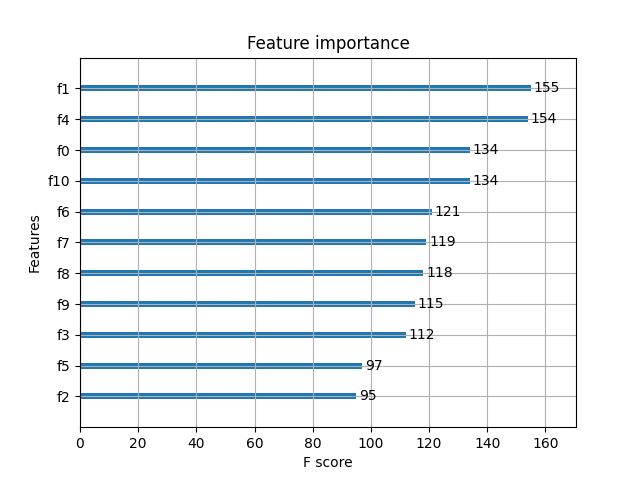 Feature importance
f1 155
f4 154
f0 134
f10 134
f6 121
f7 119
f8 118
f9 115
f3 112
f5 97
f2 95
Features
0 20 40 60 80 100 120 140 160
F score